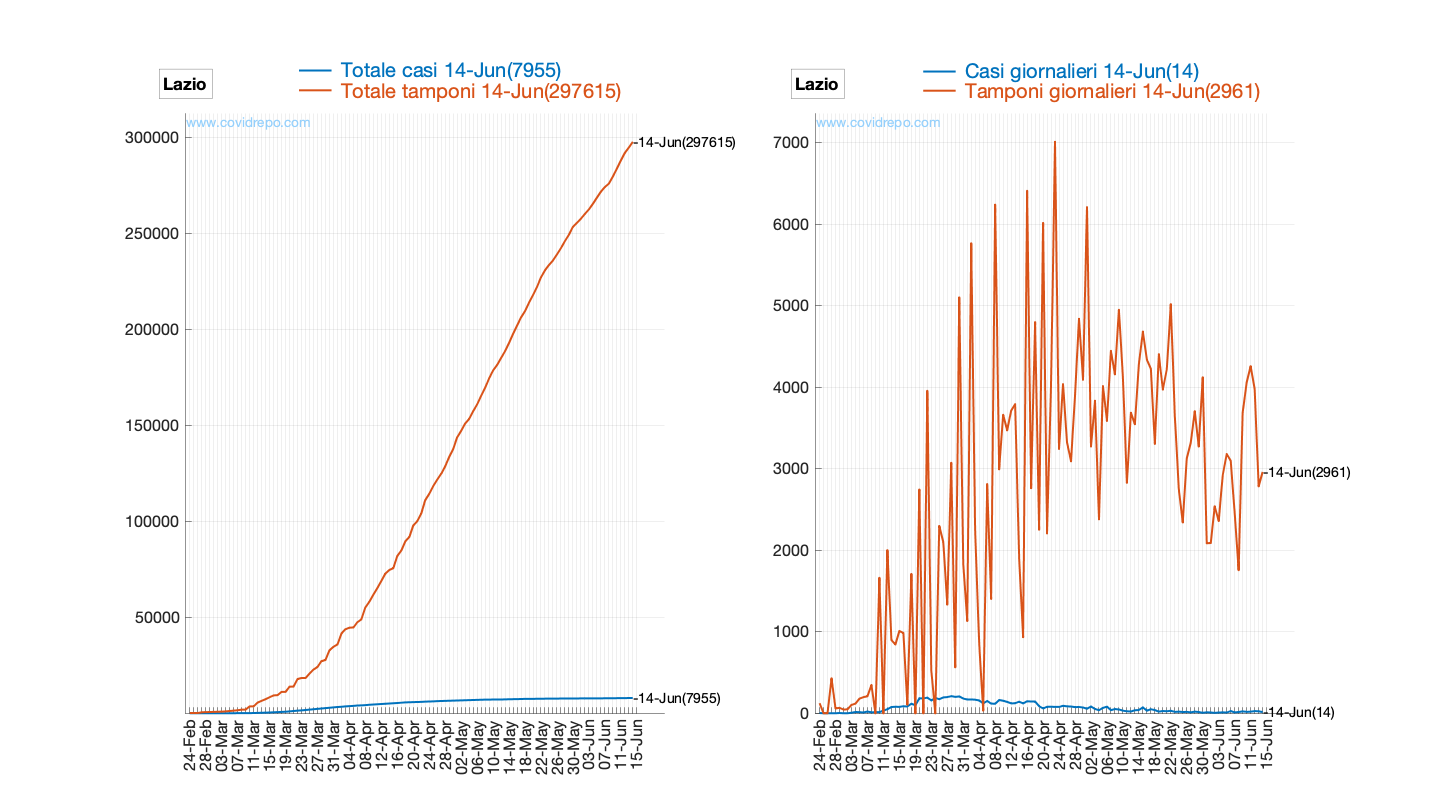 Lazio
Totale casi 14-Jun(7955)
Totale tamponi 14-Jun(297615)
www.covidrepo.com
300000
250000
200000
150000
100000
50000
14-Jun(297615)
14-Jun(7955)
24-Feb
28-Feb
03-Mar
07-Mar
11-Mar
15-Mar
19-Mar
23-Mar
27-Mar
31-Mar
04-Apr
08-Apr
12-Apr
16-Apr
20-Apr
24-Apr
28-Apr
02-May
06-May
10-May
14-May
18-May
22-May
26-May
30-May
03-Jun
07-Jun
11-Jun
15-Jun
Lazio
Casi giornalieri 14-Jun(14)
Tamponi giornalieri 14-Jun(2961)
www.covidrepo.com
7000
6000
5000
4000
3000
2000
1000
0
14-Jun(2961)
14-Jun(14)
24-Feb
28-Feb
03-Mar
07-Mar
11-Mar
15-Mar
19-Mar
23-Mar
27-Mar
31-Mar
04-Apr
08-Apr
12-Apr
16-Apr
20-Apr
24-Apr
28-Apr
02-May
06-May
10-May
14-May
18-May
22-May
26-May
30-May
03-Jun
07-Jun
11-Jun
15-Jun